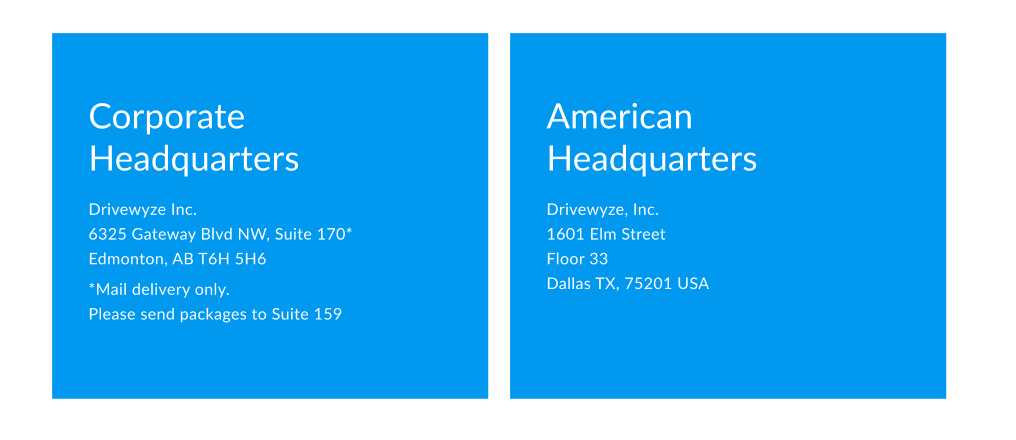 Corporate
Headquarters
Drivewyze Inc.
6325 Gateway Blvd NW, Suite 170*
Edmonton, AB T6H 5H6
*Mail delivery only.
Please send packages to Suite 159
American
Headquarters
Drivewyze, Inc.
1601 Elm Street
Floor 33
Dallas TX, 75201 USA